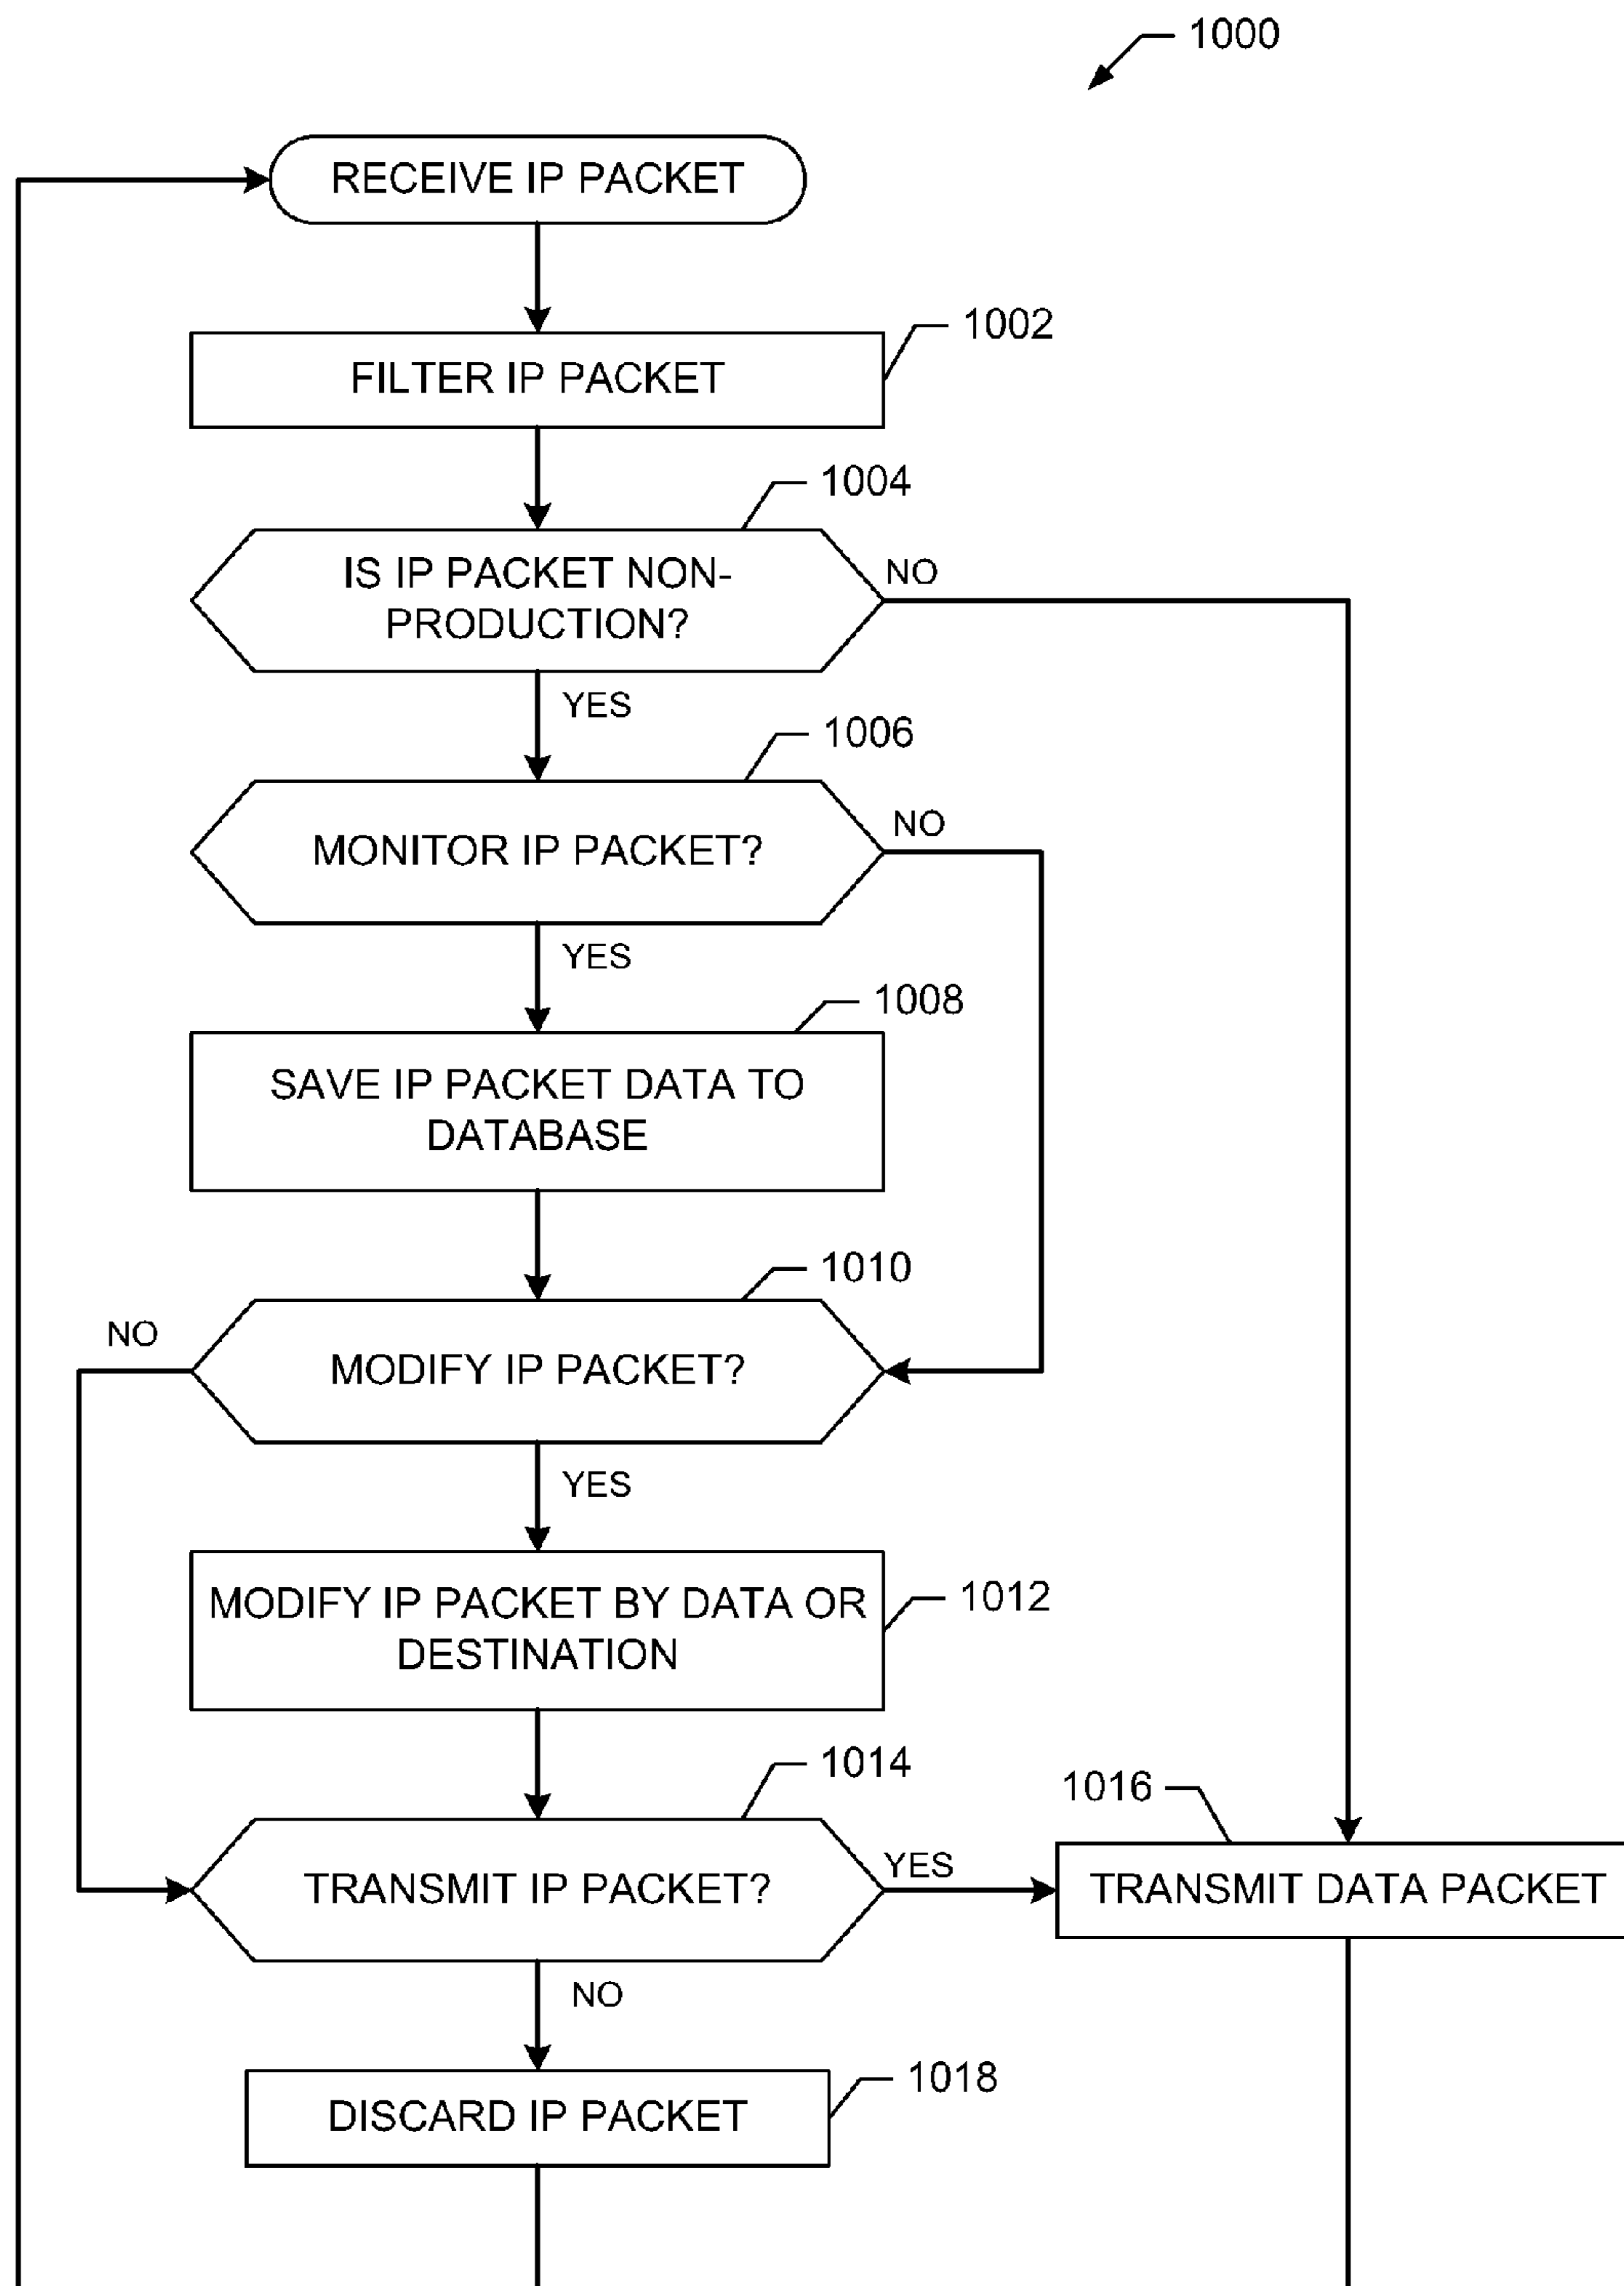 1000
RECEIVE IP PACKET
1002
FILTER IP PACKET
1004
IS IP PACKET NON-
PRODUCTION?
NO
YES
1006
MONITOR IP PACKET?
NO
YES
1008
SAVE IP PACKET DATA TO
DATABASE
1010
NO
MODIFY IP PACKET?
YES
1012
MODIFY IP PACKET BY DATA OR
DESTINATION
1014
1016
TRANSMIT IP PACKET?
YES
TRANSMIT DATA PACKET
NO
1018
DISCARD IP PACKET